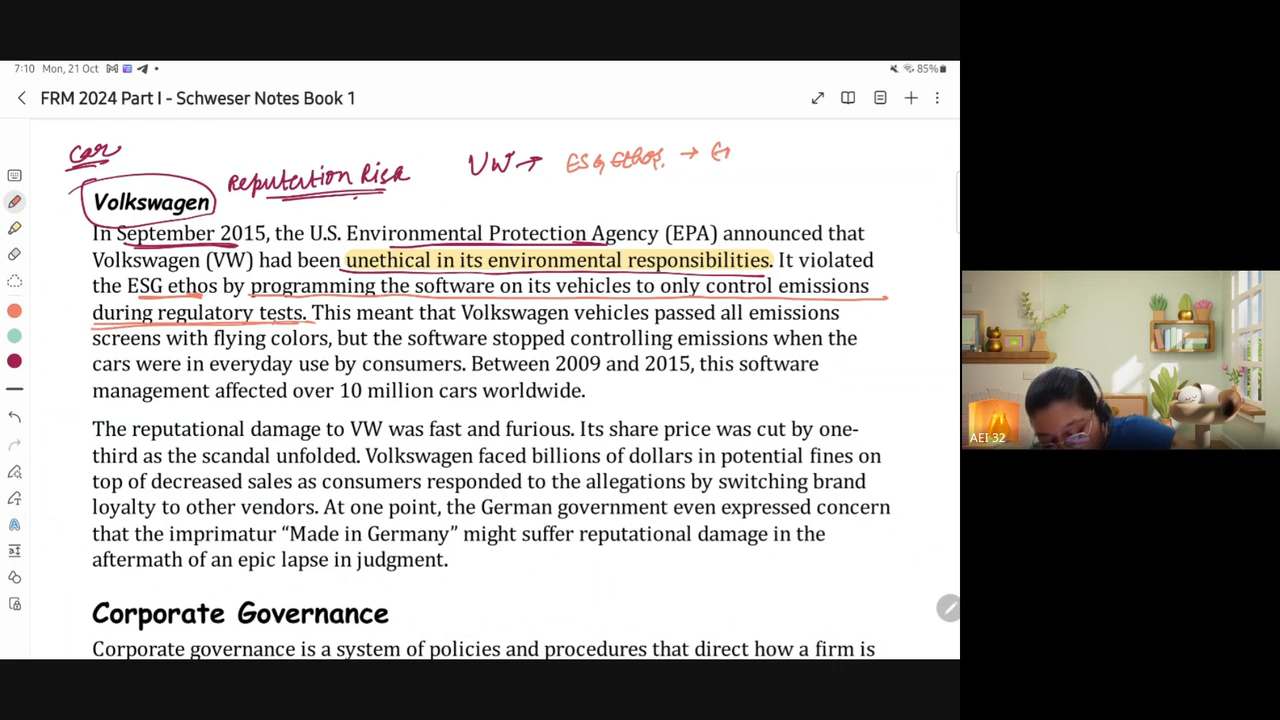 7:10 Mon, 21 Oct
85%
FRM 2024 Part I - Schweser Notes Book 1
car
Reputation Risk
VW → ESG Ethos. →
Volkswagen
In September 2015, the U.S. Environmental Protection Agency (EPA) announced that
Volkswagen (VW) had been unethical in its environmental responsibilities. It violated
the ESG ethos by programming the software on its vehicles to only control emissions
during regulatory tests. This meant that Volkswagen vehicles passed all emissions
screens with flying colors, but the software stopped controlling emissions when the
cars were in everyday use by consumers. Between 2009 and 2015, this software
management affected over 10 million cars worldwide.
The reputational damage to VW was fast and furious. Its share price was cut by one-
third as the scandal unfolded. Volkswagen faced billions of dollars in potential fines on
top of decreased sales as consumers responded to the allegations by switching brand
loyalty to other vendors. At one point, the German government even expressed concern
that the imprimatur “Made in Germany” might suffer reputational damage in the
aftermath of an epic lapse in judgment.
Corporate Governance
Corporate governance is a system of policies and procedures that direct how a firm is
AEI 32